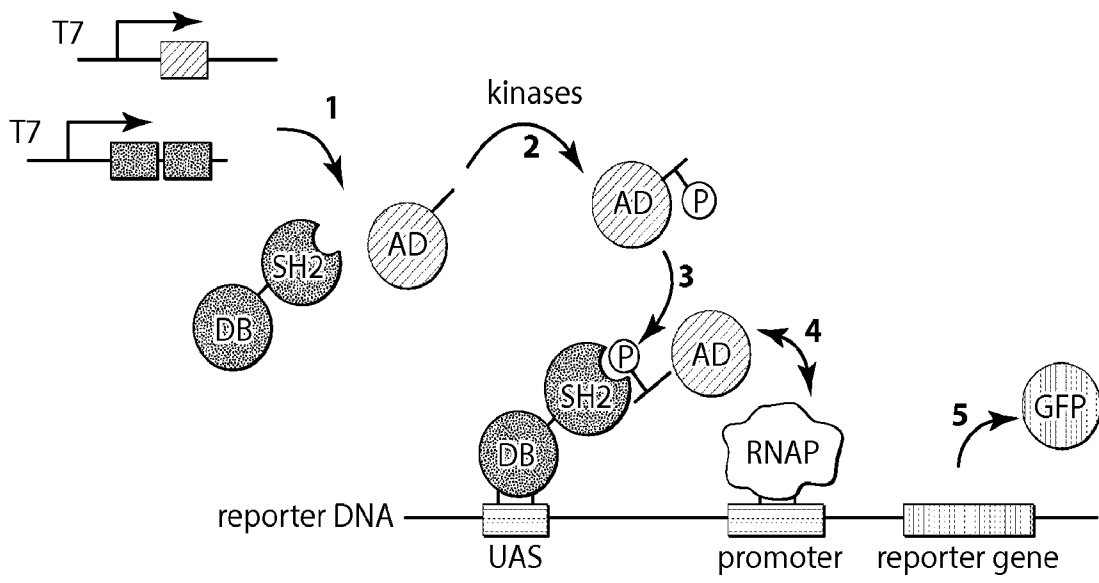 T7
T7
1
kinases
2
SH2
DB
AD
AD
P
3
P
SH2
DB
AD
4
RNAP
5
GFP
reporter DNA
UAS
promoter
reporter gene